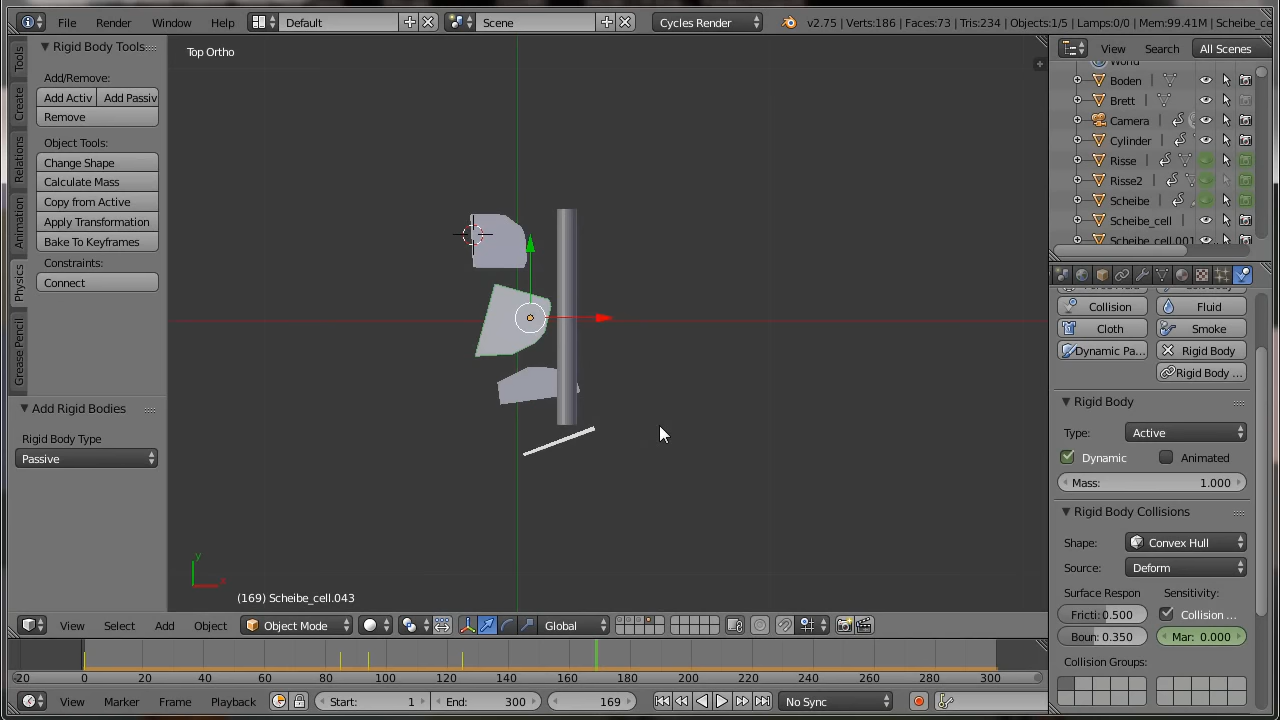 File Render Window Help Default Scene Cycles Render v2.75 | Verts:186 | Faces:73 | Tris:234 | Objects:1/5 | Lamps:0/0 | Mem:99.41M | Scheibe_ce
Rigid Body Tools
Add/Remove:
Add Activ Add Passiv
Remove
Object Tools:
Change Shape
Calculate Mass
Copy from Active
Apply Transformation
Bake To Keyframes
Constraints:
Connect
Tools
Create
Relations
Animation
Physics
Grease Pencil
Add Rigid Bodies
Rigid Body Type
Passive
Top Ortho
y
x
(169) Scheibe_cell.043
View Search All Scenes
World
Boden
Brett
Camera
Cylinder
Risse
Risse2
Scheibe
Scheibe_cell
Scheibe_cell.001
Collision Fluid
Cloth Smoke
Dynamic Pa... Rigid Body
Rigid Body ...
Rigid Body
Type: Active
Dynamic Animated
Mass: 1.000
Rigid Body Collisions
Shape: Convex Hull
Source: Deform
Surface Respon Sensitivity:
Fricti: 0.500 Collision ...
Boun: 0.350 Mar: 0.000
Collision Groups:
View Select Add Object Object Mode Global
-20 0 20 40 60 80 100 120 140 160 180 200 220 240 260 280 300
View Marker Frame Playback Start: 1 End: 300 169 No Sync